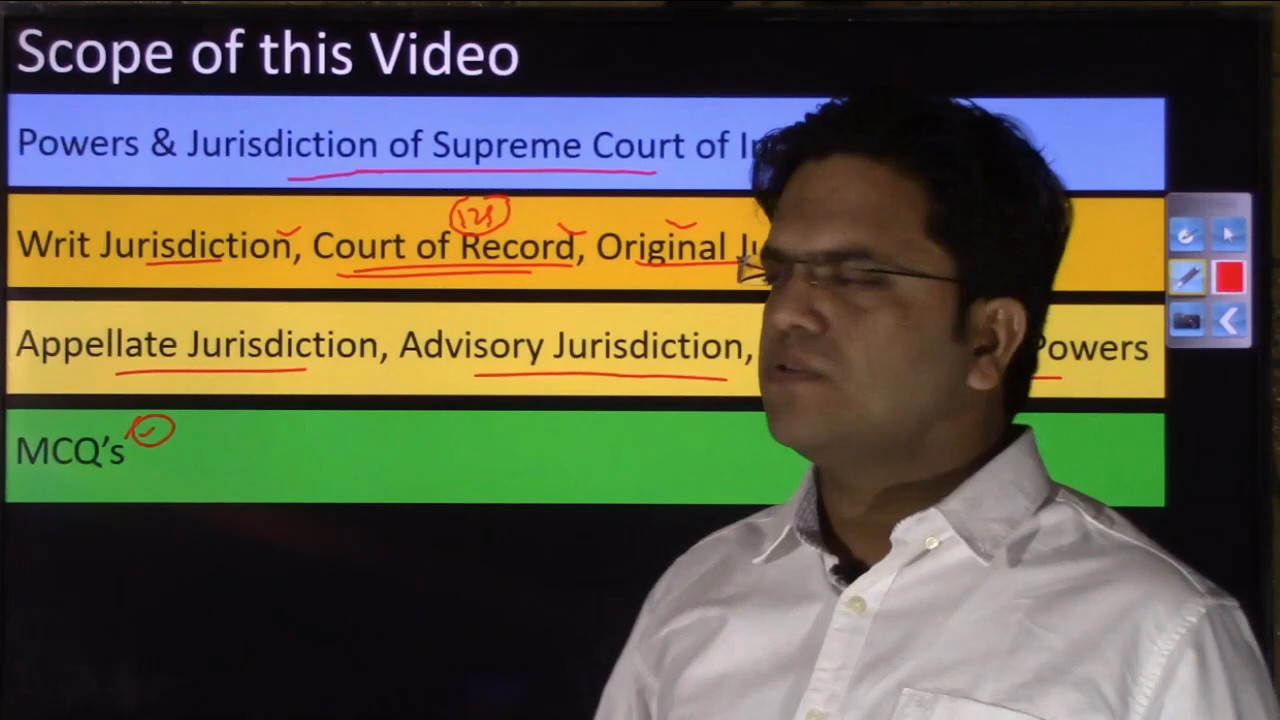 Scope of this Video
Powers & Jurisdiction of Supreme Court of
Writ Jurisdiction, Court of Record, Original
Appellate Jurisdiction, Advisory Jurisdiction, Powers
MCQ's